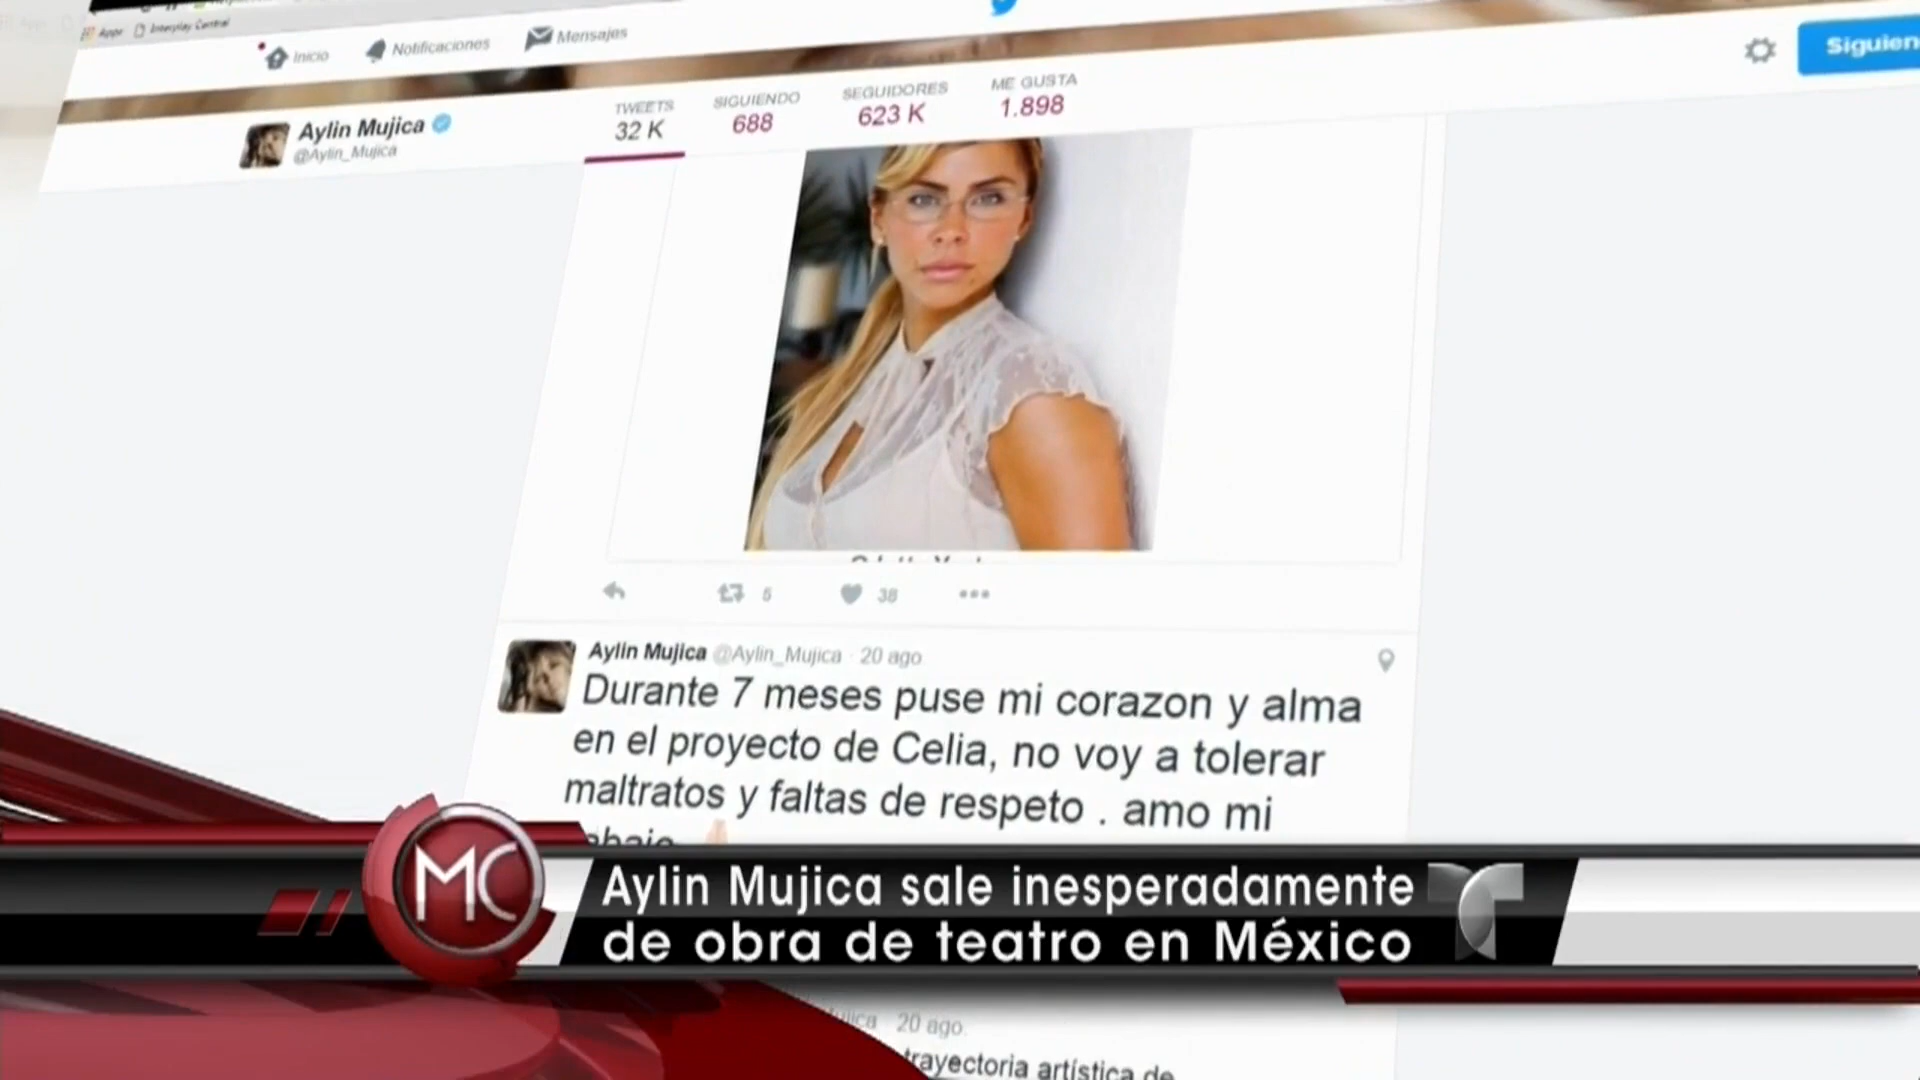 Apps Interplay Central
Inicio Notificaciones Mensajes
Aylin Mujica
@Aylin_Mujica
TWEETS SIGUIENDO SEGUIDORES ME GUSTA
32 K 688 623 K 1.898
5 38
Aylin Mujica @Aylin_Mujica · 20 ago
Durante 7 meses puse mi corazon y alma
en el proyecto de Celia, no voy a tolerar
maltratos y faltas de respeto . amo mi
MC
Aylin Mujica sale inesperadamente
de obra de teatro en México
20 ago.
trayectoria artística de